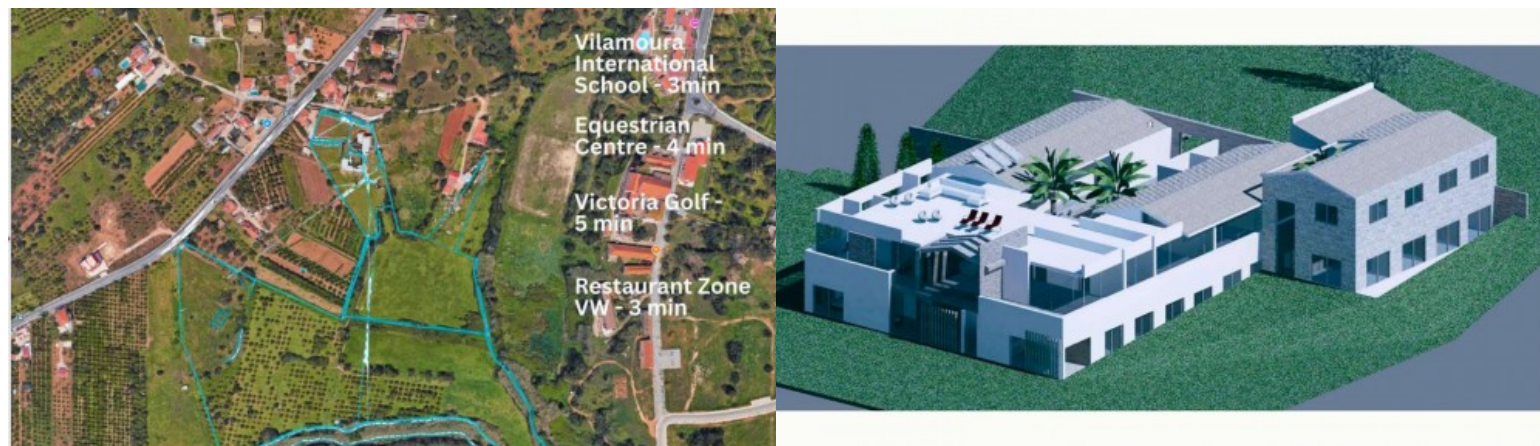 Vilamoura
International
School - 3min
Equestrian
Centre - 4 min
Victoria Golf -
5 min
Restaurant Zone
VW - 3 min